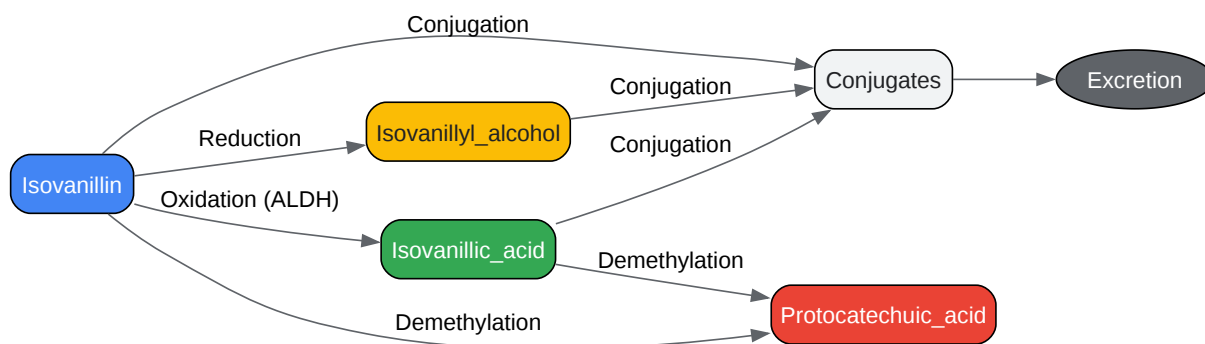 Conjugation
Conjugates
Excretion
Conjugation
Isovanillyl_alcohol
Reduction
Conjugation
Isovanillin
Oxidation (ALDH)
Isovanillic_acid
Demethylation
Protocatechuic_acid
Demethylation